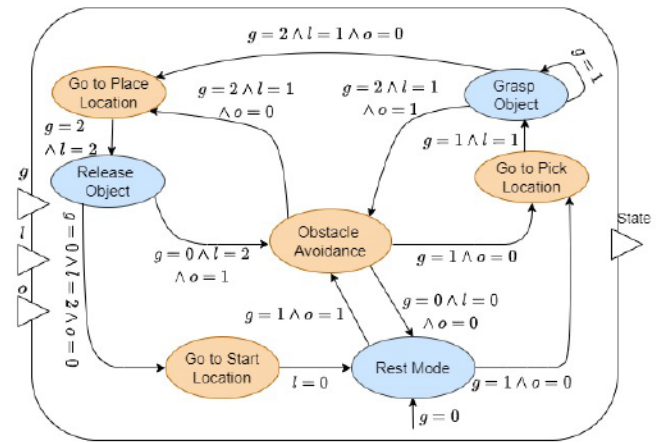 g = 2 ∧ l = 1 ∧ o = 0
Go to Place
Location
g = 2 ∧ l = 1
∧ o = 0
g = 2 ∧ l = 1
∧ o = 1
Grasp
Object
g = 1
g = 2
∧ l = 2
g = 1 ∧ l = 1
Release
Object
Go to Pick
Location
g
l
o
State
g = 0 ∧ l = 2 ∧ o = 0
g = 0 ∧ l = 2
∧ o = 1
Obstacle
Avoidance
g = 1 ∧ o = 0
g = 1 ∧ o = 1
g = 0 ∧ l = 0
∧ o = 0
Go to Start
Location
l = 0
Rest Mode
g = 1 ∧ o = 0
g = 0